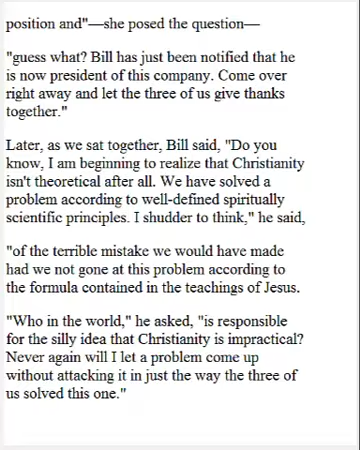 position and"—she posed the question—
"guess what? Bill has just been notified that he
is now president of this company. Come over
right away and let the three of us give thanks
together."
Later, as we sat together, Bill said, "Do you
know, I am beginning to realize that Christianity
isn't theoretical after all. We have solved a
problem according to well-defined spiritually
scientific principles. I shudder to think," he said,
"of the terrible mistake we would have made
had we not gone at this problem according to
the formula contained in the teachings of Jesus.
"Who in the world," he asked, "is responsible
for the silly idea that Christianity is impractical?
Never again will I let a problem come up
without attacking it in just the way the three of
us solved this one."